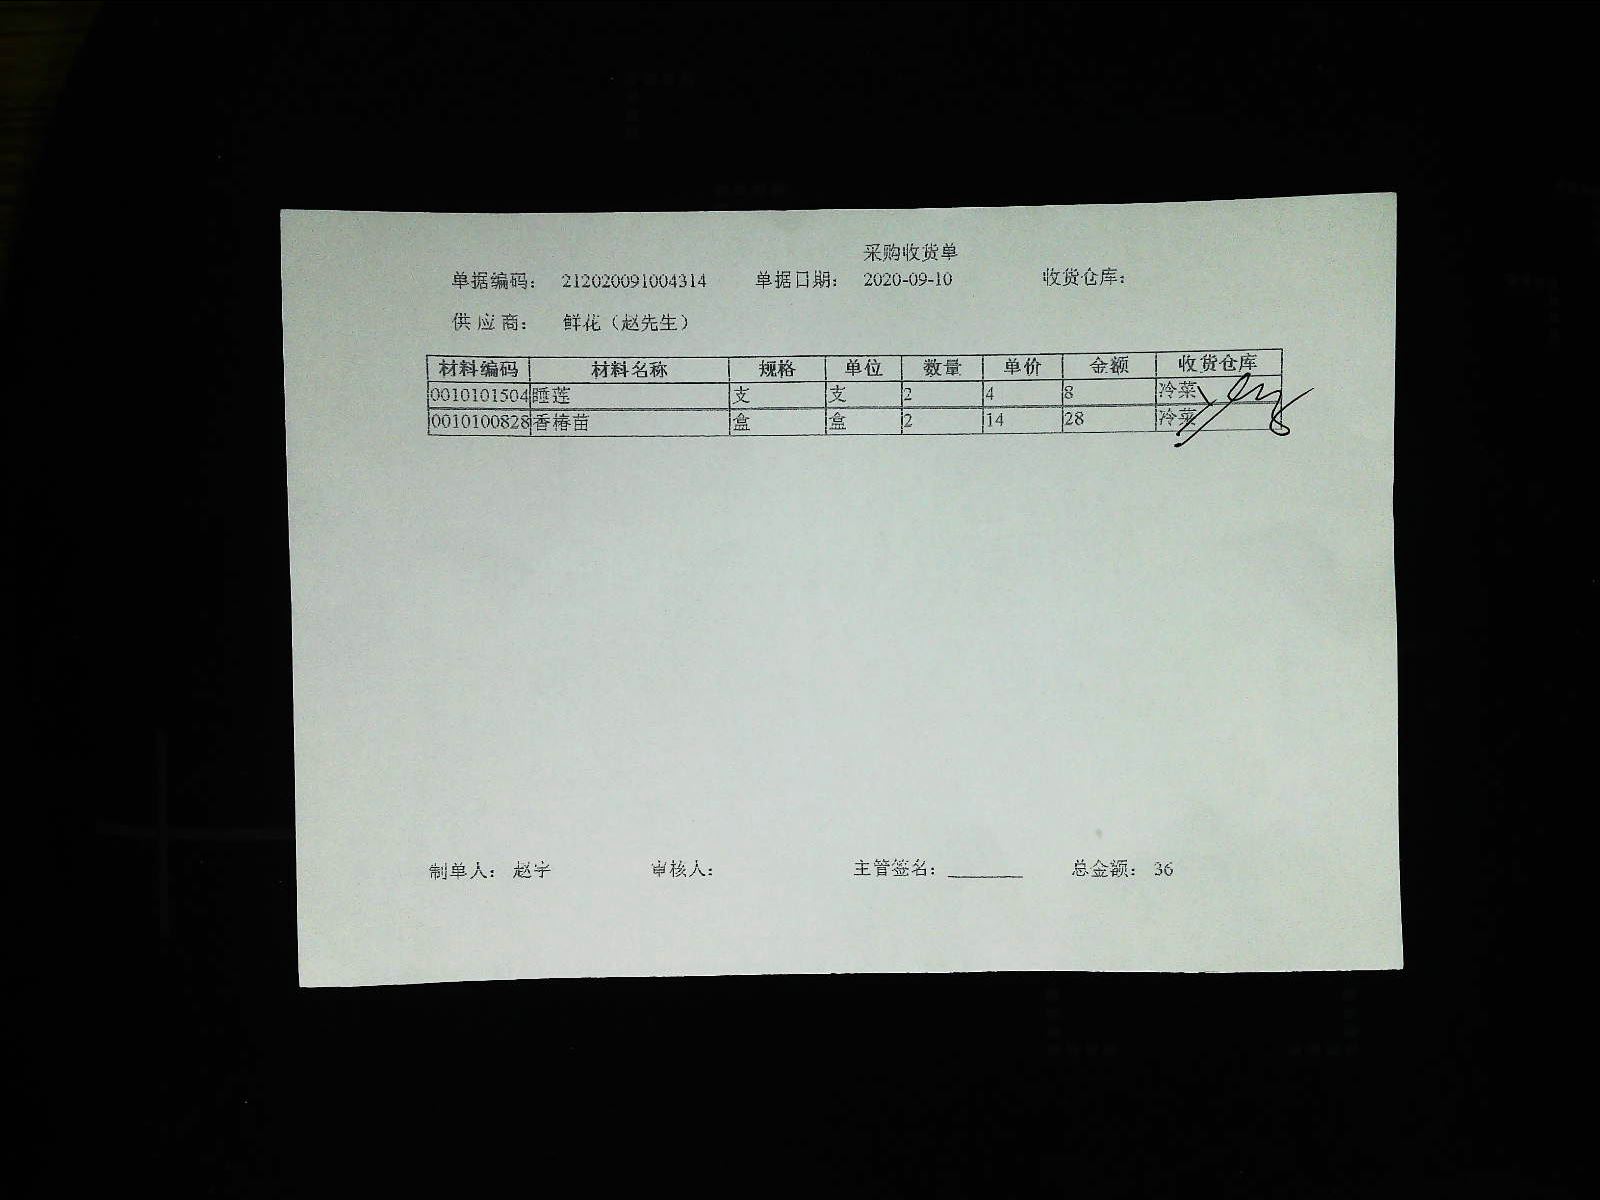 采购收货单
单据编码： 212020091004314 单据日期： 2020-09-10 收货仓库：
供应商： 鲜花（赵先生）
材料编码 材料名称 规格 单位 数量 单价 金额 收货仓库
0010101504 睡莲 支 支 2 4 8 冷菜
0010100828 香椿苗 盒 盒 2 14 28 冷菜
制单人： 赵宇 审核人： 主管签名：______ 总金额： 36